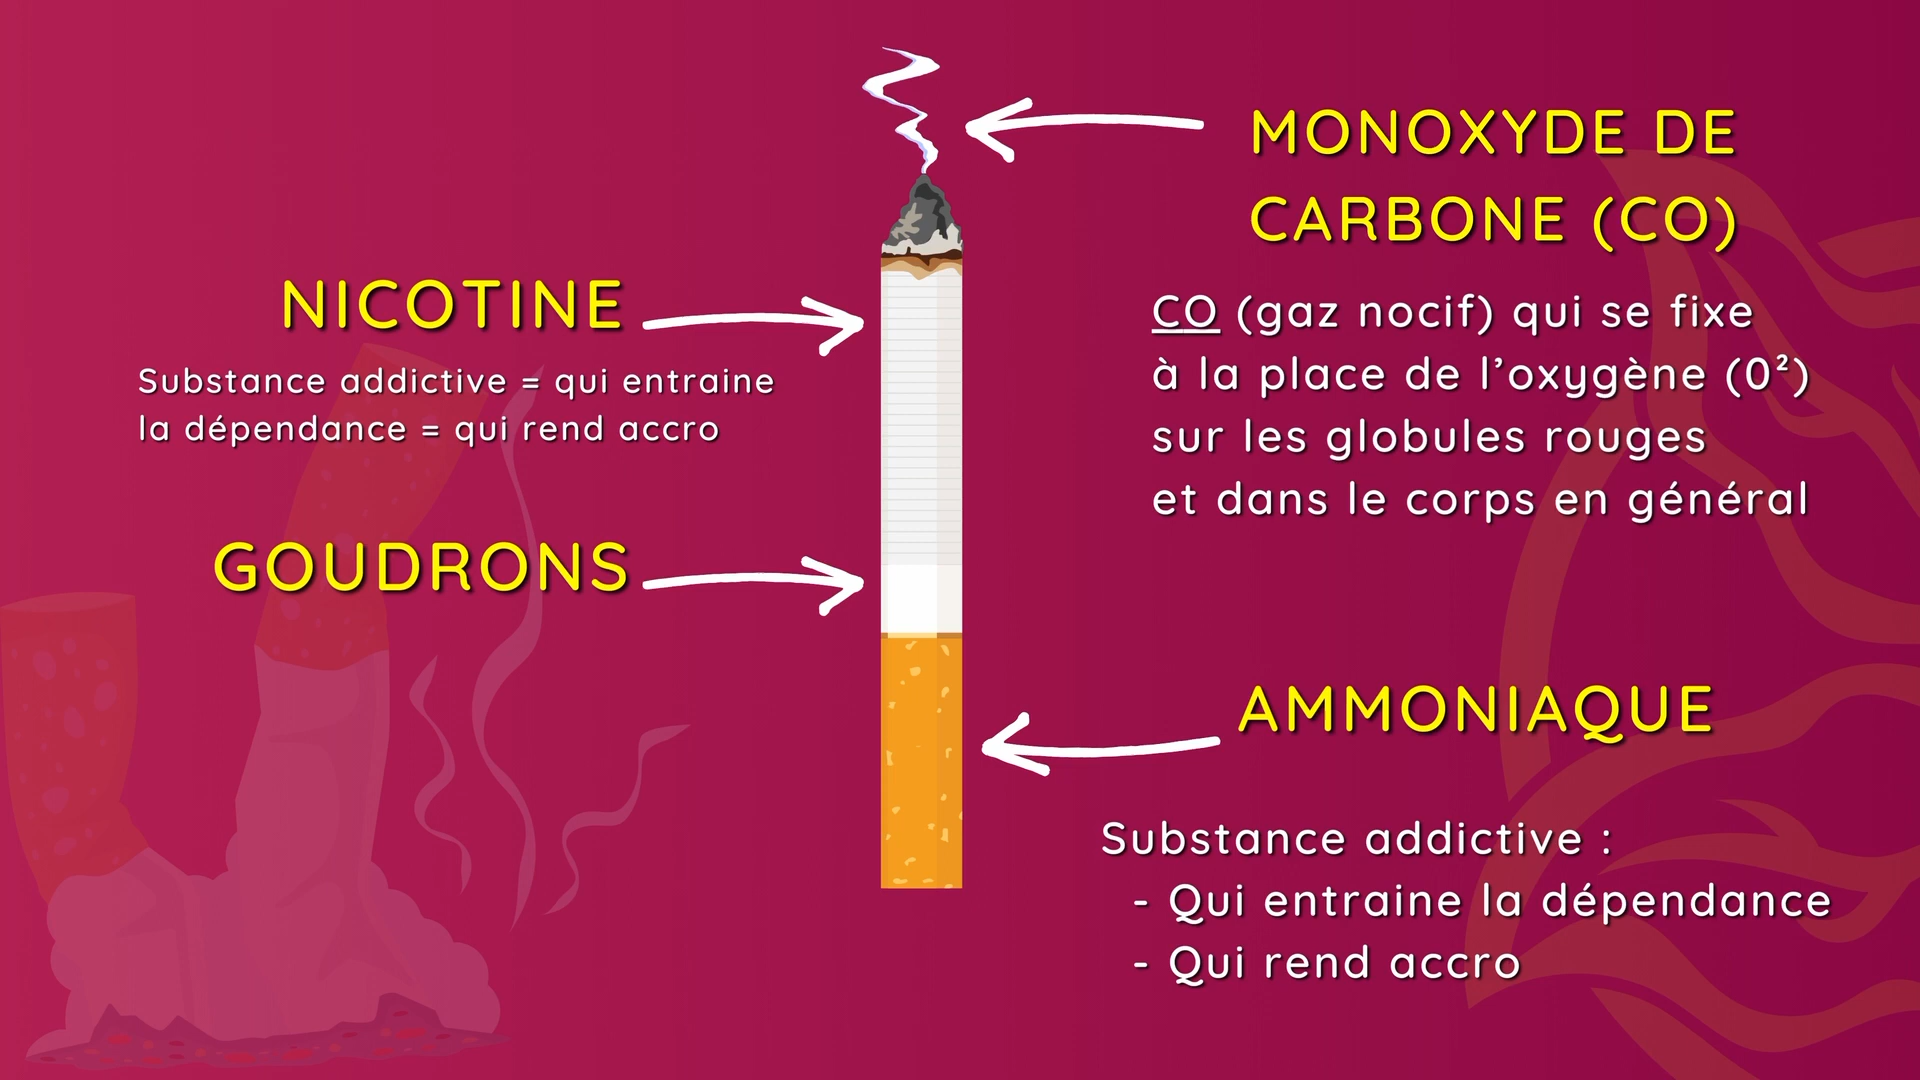 MONOXYDE DE
CARBONE (CO)
CO (gaz nocif) qui se fixe
à la place de l’oxygène (0²)
sur les globules rouges
et dans le corps en général
NICOTINE
Substance addictive = qui entraine
la dépendance = qui rend accro
GOUDRONS
AMMONIAQUE
Substance addictive :
- Qui entraine la dépendance
- Qui rend accro